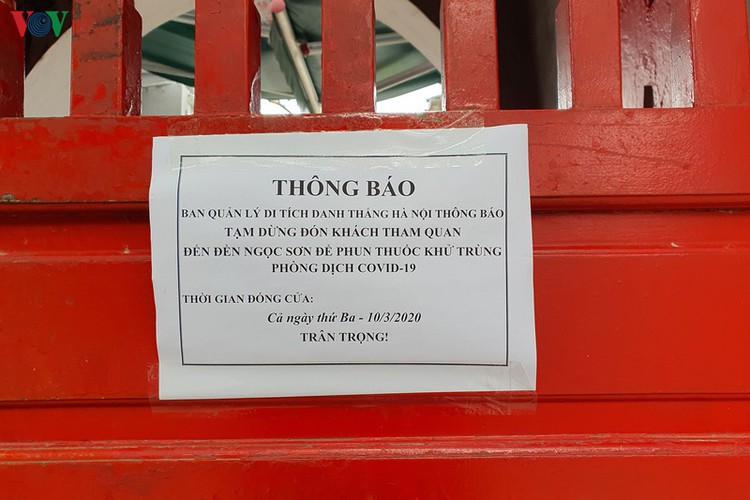 VOV
THÔNG BÁO
BAN QUẢN LÝ DI TÍCH DANH THẮNG HÀ NỘI THÔNG BÁO
TẠM DỪNG ĐÓN KHÁCH THAM QUAN
ĐẾN ĐỀN NGỌC SƠN ĐỂ PHUN THUỐC KHỬ TRÙNG
PHÒNG DỊCH COVID-19
THỜI GIAN ĐÓNG CỬA:
Cả ngày thứ Ba - 10/3/2020
TRÂN TRỌNG!